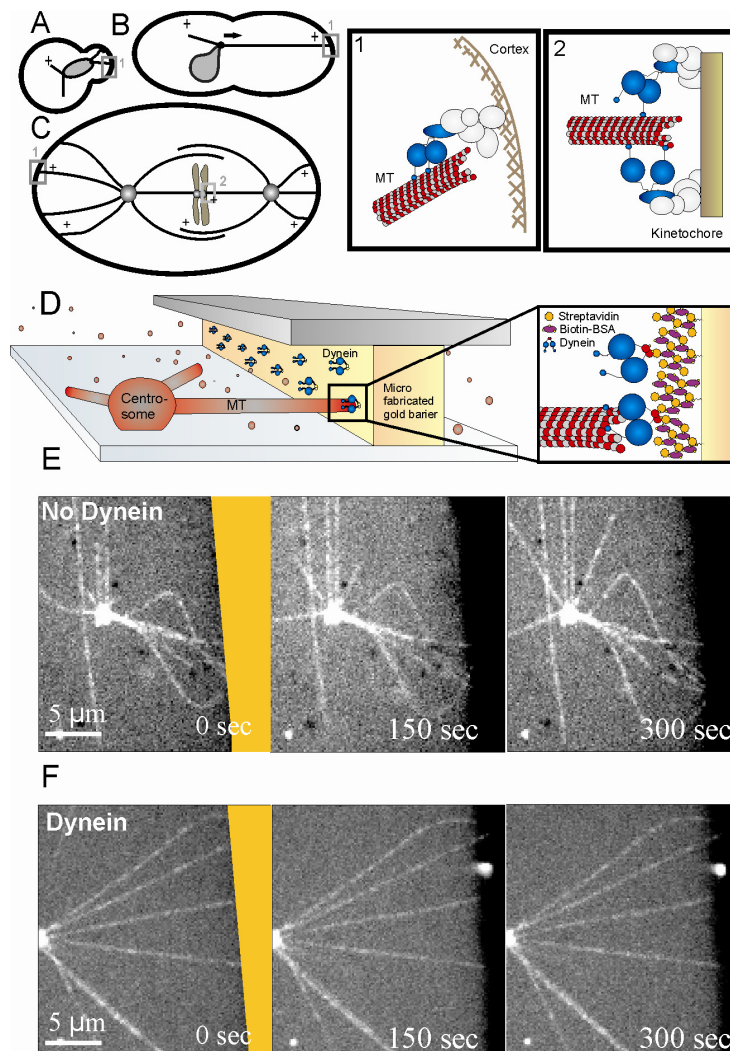 A
B
1
+
+
+
1
C
1
2
+
+
+
+
+
1
Cortex
MT
2
MT
Kinetochore
D
Dynein
Centro-
some
MT
Micro
fabricated
gold barier
Streptavidin
Biotin-BSA
Dynein
E
No Dynein
5 μm
0 sec
150 sec
300 sec
F
Dynein
5 μm
0 sec
150 sec
300 sec